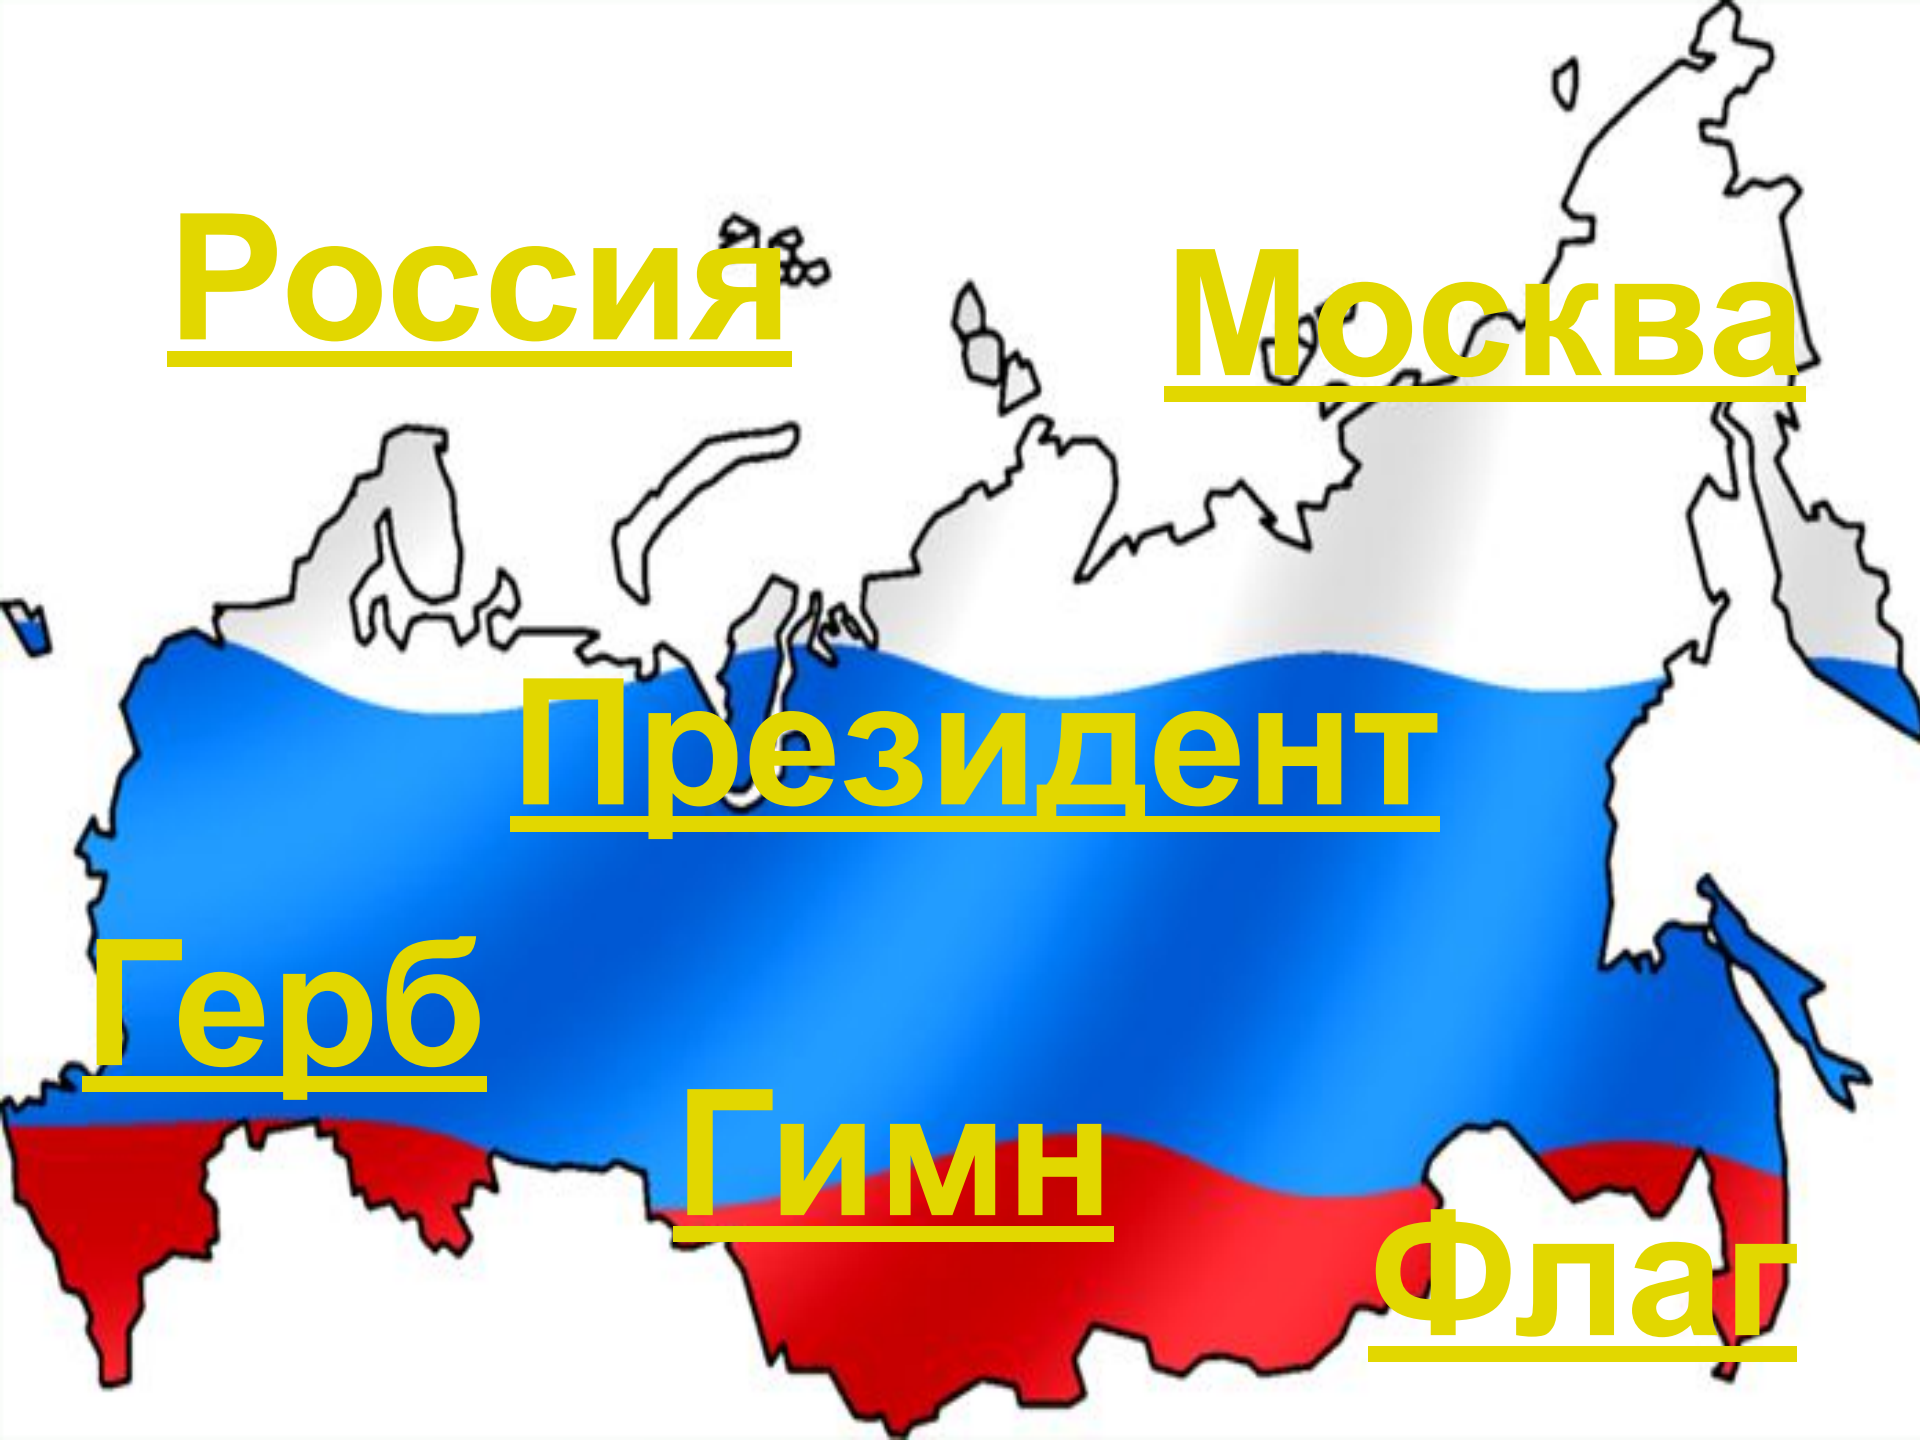 Россия
Москва
Президент
Герб
Гимн
Флаг